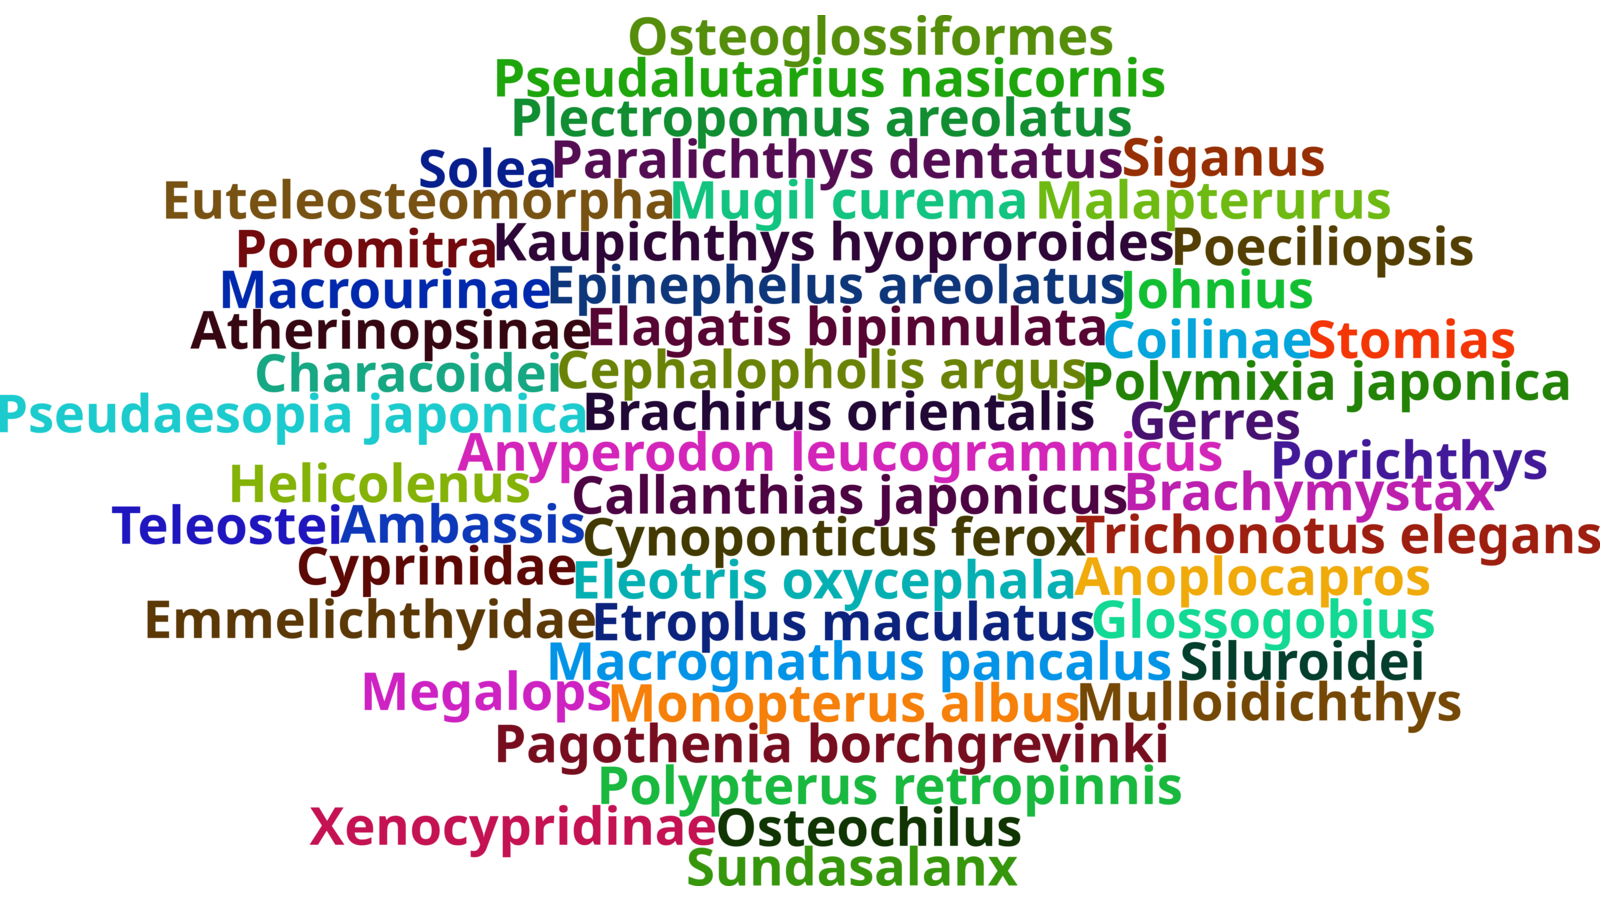 Osteoglossiformes
Pseudalutarius nasicornis
Plectropomus areolatus
Solea Paralichthys dentatus Siganus
Euteleosteomorpha Mugil curema Malapterurus
Poromitra Kaupichthys hyoproroides Poeciliopsis
Macrourinae Epinephelus areolatus Johnius
Atherinopsinae Elagatis bipinnulata Coilinae Stomias
Characoidei Cephalopholis argus Polymixia japonica
Pseudaesopia japonica Brachirus orientalis Gerres
Anyperodon leucogrammicus Porichthys
Helicolenus Callanthias japonicus Brachymystax
Teleostei Ambassis Cynoponticus ferox Trichonotus elegans
Cyprinidae Eleotris oxycephala Anoplocapros
Emmelichthyidae Etroplus maculatus Glossogobius
Macrognathus pancalus Siluroidei
Megalops Monopterus albus Mulloidichthys
Pagothenia borchgrevinki
Polypterus retropinnis
Xenocypridinae Osteochilus
Sundasalanx